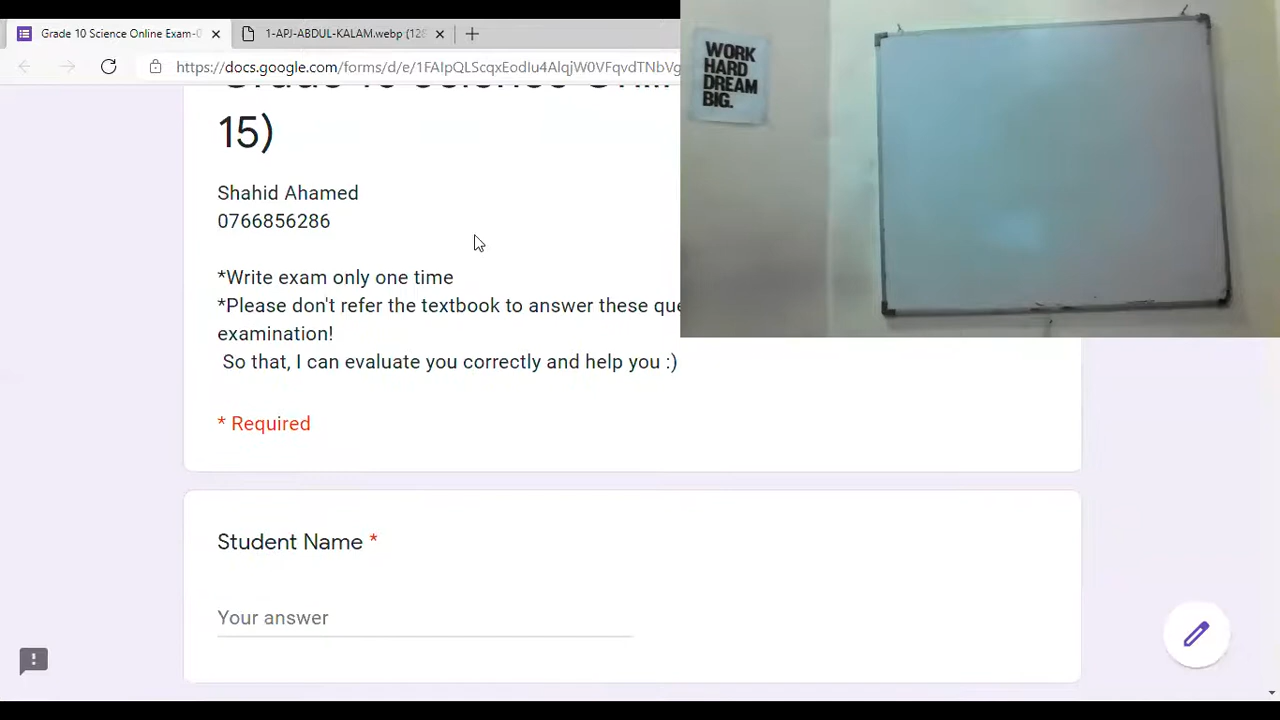 Grade 10 Science Online Exam-0
1-APJ-ABDUL-KALAM.webp (128
https://docs.google.com/forms/d/e/
15)
Shahid Ahamed
0766856286
*Write exam only one time
*Please don't refer the textbook to answer these que
examination!
So that, I can evaluate you correctly and help you :)
* Required
Student Name *
Your answer
WORK
HARD
DREAM
BIG.